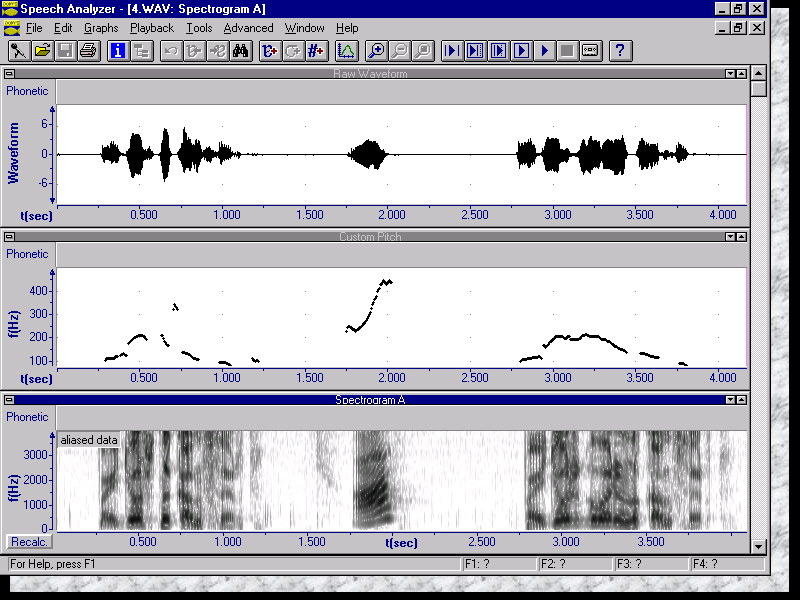 Speech Analyzer - [4.WAV: Spectrogram A]
File Edit Graphs Playback Tools Advanced Window Help
Raw Waveform
Phonetic
Waveform
6
0
-6
t(sec) 0.500 1.000 1.500 2.000 2.500 3.000 3.500 4.000
Custom Pitch
Phonetic
f(Hz)
400
300
200
100
t(sec) 0.500 1.000 1.500 2.000 2.500 3.000 3.500 4.000
Spectrogram A
Phonetic
aliased data
f(Hz)
3000
2000
1000
0
Recalc. 0.500 1.000 1.500 t(sec) 2.500 3.000 3.500
For Help, press F1 F1: ? F2: ? F3: ? F4: ?